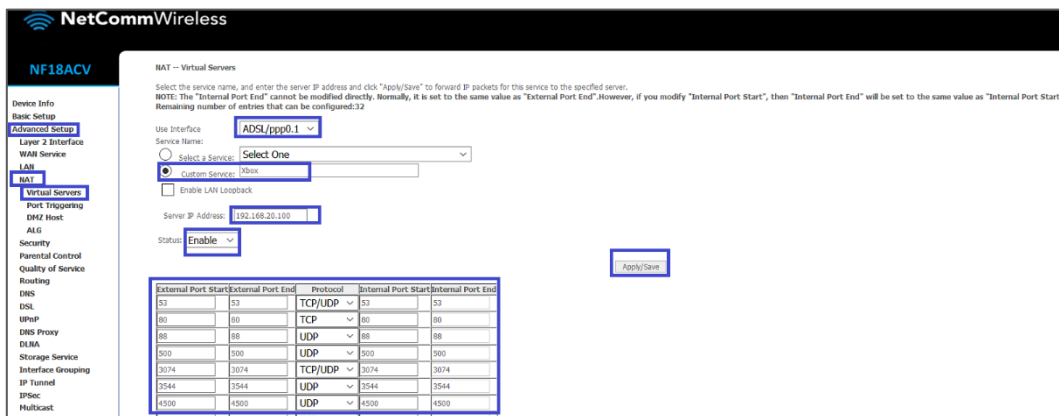 NetCommWireless
NF18ACV
Device Info
Basic Setup
Advanced Setup
Layer 2 Interface
WAN Service
LAN
NAT
Virtual Servers
Port Triggering
DMZ Host
ALG
Security
Parental Control
Quality of Service
Routing
DNS
DSL
UPnP
DNS Proxy
DLNA
Storage Service
Interface Grouping
IP Tunnel
IPSec
Multicast
NAT -- Virtual Servers
Select the service name, and enter the server IP address and click "Apply/Save" to forward IP packets for this service to the specified server.
NOTE: The "Internal Port End" cannot be modified directly. Normally, it is set to the same value as "External Port End".However, if you modify "Internal Port Start", then "Internal Port End" will be set to the same value as "Internal Port Start
Remaining number of entries that can be configured:32
Use Interface ADSL/ppp0.1
Service Name:
Select a Service: Select One
Custom Service: Xbox
Enable LAN Loopback
Server IP Address: 192.168.20.100
Status: Enable
Apply/Save
External Port Start External Port End Protocol Internal Port Start Internal Port End
53 53 TCP/UDP 53 53
80 80 TCP 80 80
88 88 UDP 88 88
500 500 UDP 500 500
3074 3074 TCP/UDP 3074 3074
3544 3544 UDP 3544 3544
4500 4500 UDP 4500 4500